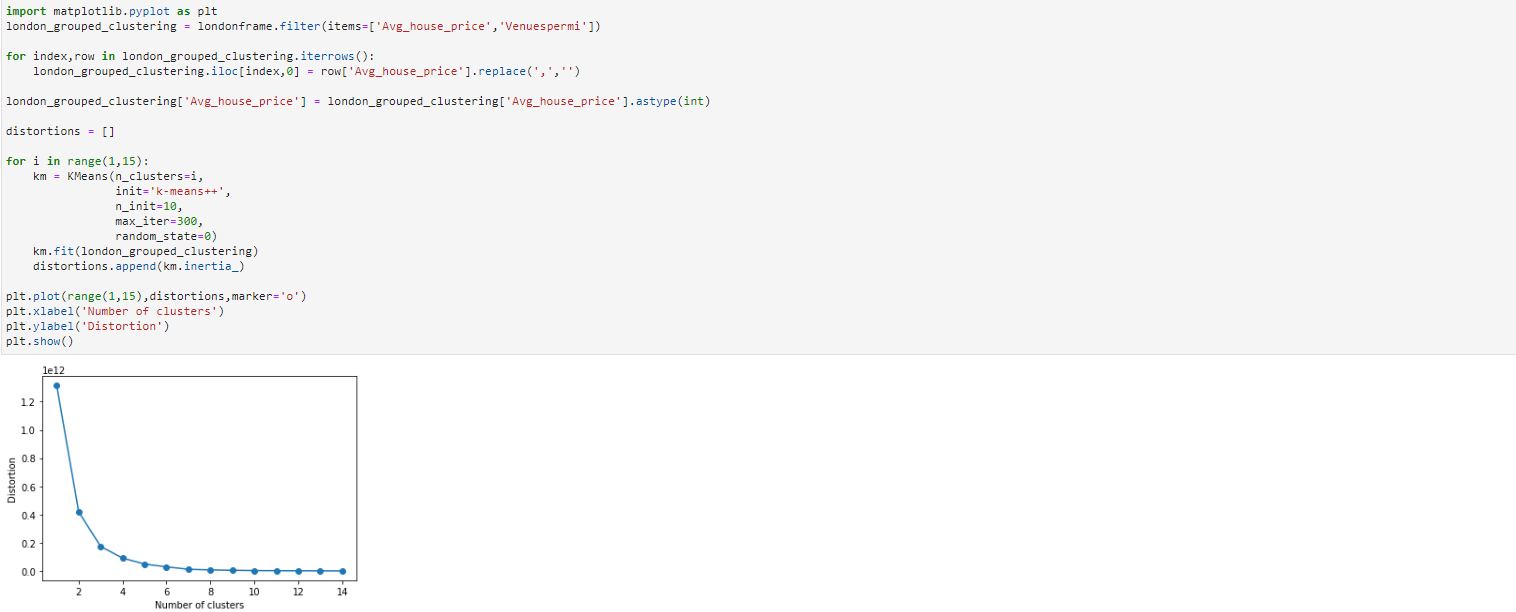 import matplotlib.pyplot as plt
london_grouped_clustering = londonframe.filter(items=['Avg_house_price','Venuespermi'])
for index,row in london_grouped_clustering.iterrows():
    london_grouped_clustering.iloc[index,0] = row['Avg_house_price'].replace(',','')
london_grouped_clustering['Avg_house_price'] = london_grouped_clustering['Avg_house_price'].astype(int)
distortions = []
for i in range(1,15):
    km = KMeans(n_clusters=i,
                init='k-means++',
                n_init=10,
                max_iter=300,
                random_state=0)
    km.fit(london_grouped_clustering)
    distortions.append(km.inertia_)
plt.plot(range(1,15),distortions,marker='o')
plt.xlabel('Number of clusters')
plt.ylabel('Distortion')
plt.show()
1e12
1.2
1.0
0.8
0.6
0.4
0.2
0.0
Distortion
2 4 6 8 10 12 14
Number of clusters